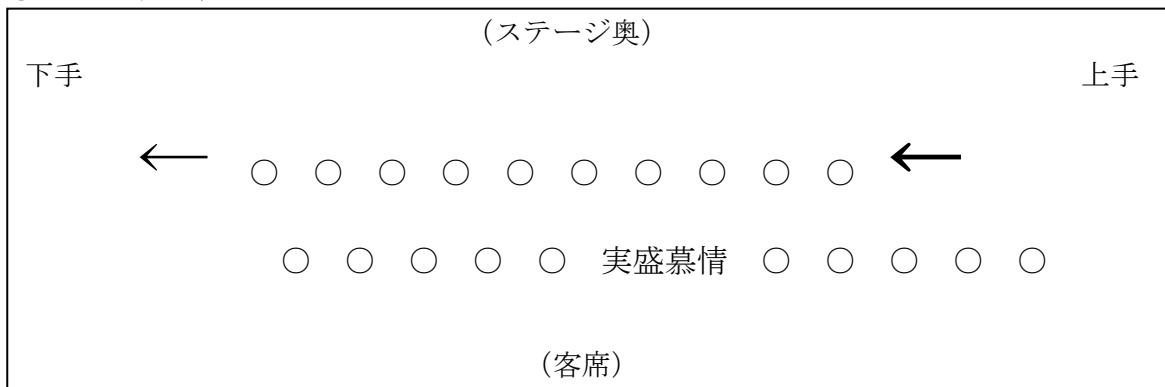 (ステージ奥)
下手 上手
← ○ ○ ○ ○ ○ ○ ○ ○ ○ ○ ←
○ ○ ○ ○ ○ 実盛慕情 ○ ○ ○ ○ ○
(客席)